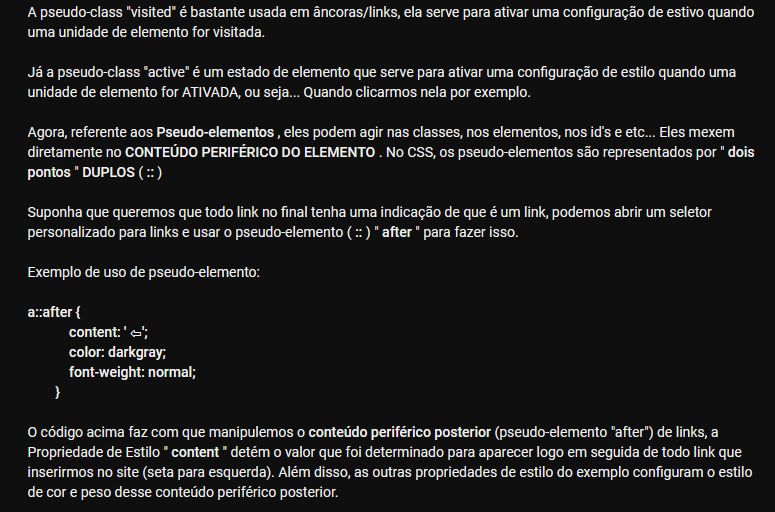 A pseudo-class "visited" é bastante usada em âncoras/links, ela serve para ativar uma configuração de estivo quando
uma unidade de elemento for visitada.
Já a pseudo-class "active" é um estado de elemento que serve para ativar uma configuração de estilo quando uma
unidade de elemento for ATIVADA, ou seja... Quando clicarmos nela por exemplo.
Agora, referente aos Pseudo-elementos , eles podem agir nas classes, nos elementos, nos id's e etc... Eles mexem
diretamente no CONTEÚDO PERIFÉRICO DO ELEMENTO . No CSS, os pseudo-elementos são representados por " dois
pontos " DUPLOS ( :: )
Suponha que queremos que todo link no final tenha uma indicação de que é um link, podemos abrir um seletor
personalizado para links e usar o pseudo-elemento ( :: ) " after " para fazer isso.
Exemplo de uso de pseudo-elemento:
a::after {
content: ' ⇦';
color: darkgray;
font-weight: normal;
}
O código acima faz com que manipulemos o conteúdo periférico posterior (pseudo-elemento "after") de links, a
Propriedade de Estilo " content " detém o valor que foi determinado para aparecer logo em seguida de todo link que
inserirmos no site (seta para esquerda). Além disso, as outras propriedades de estilo do exemplo configuram o estilo
de cor e peso desse conteúdo periférico posterior.